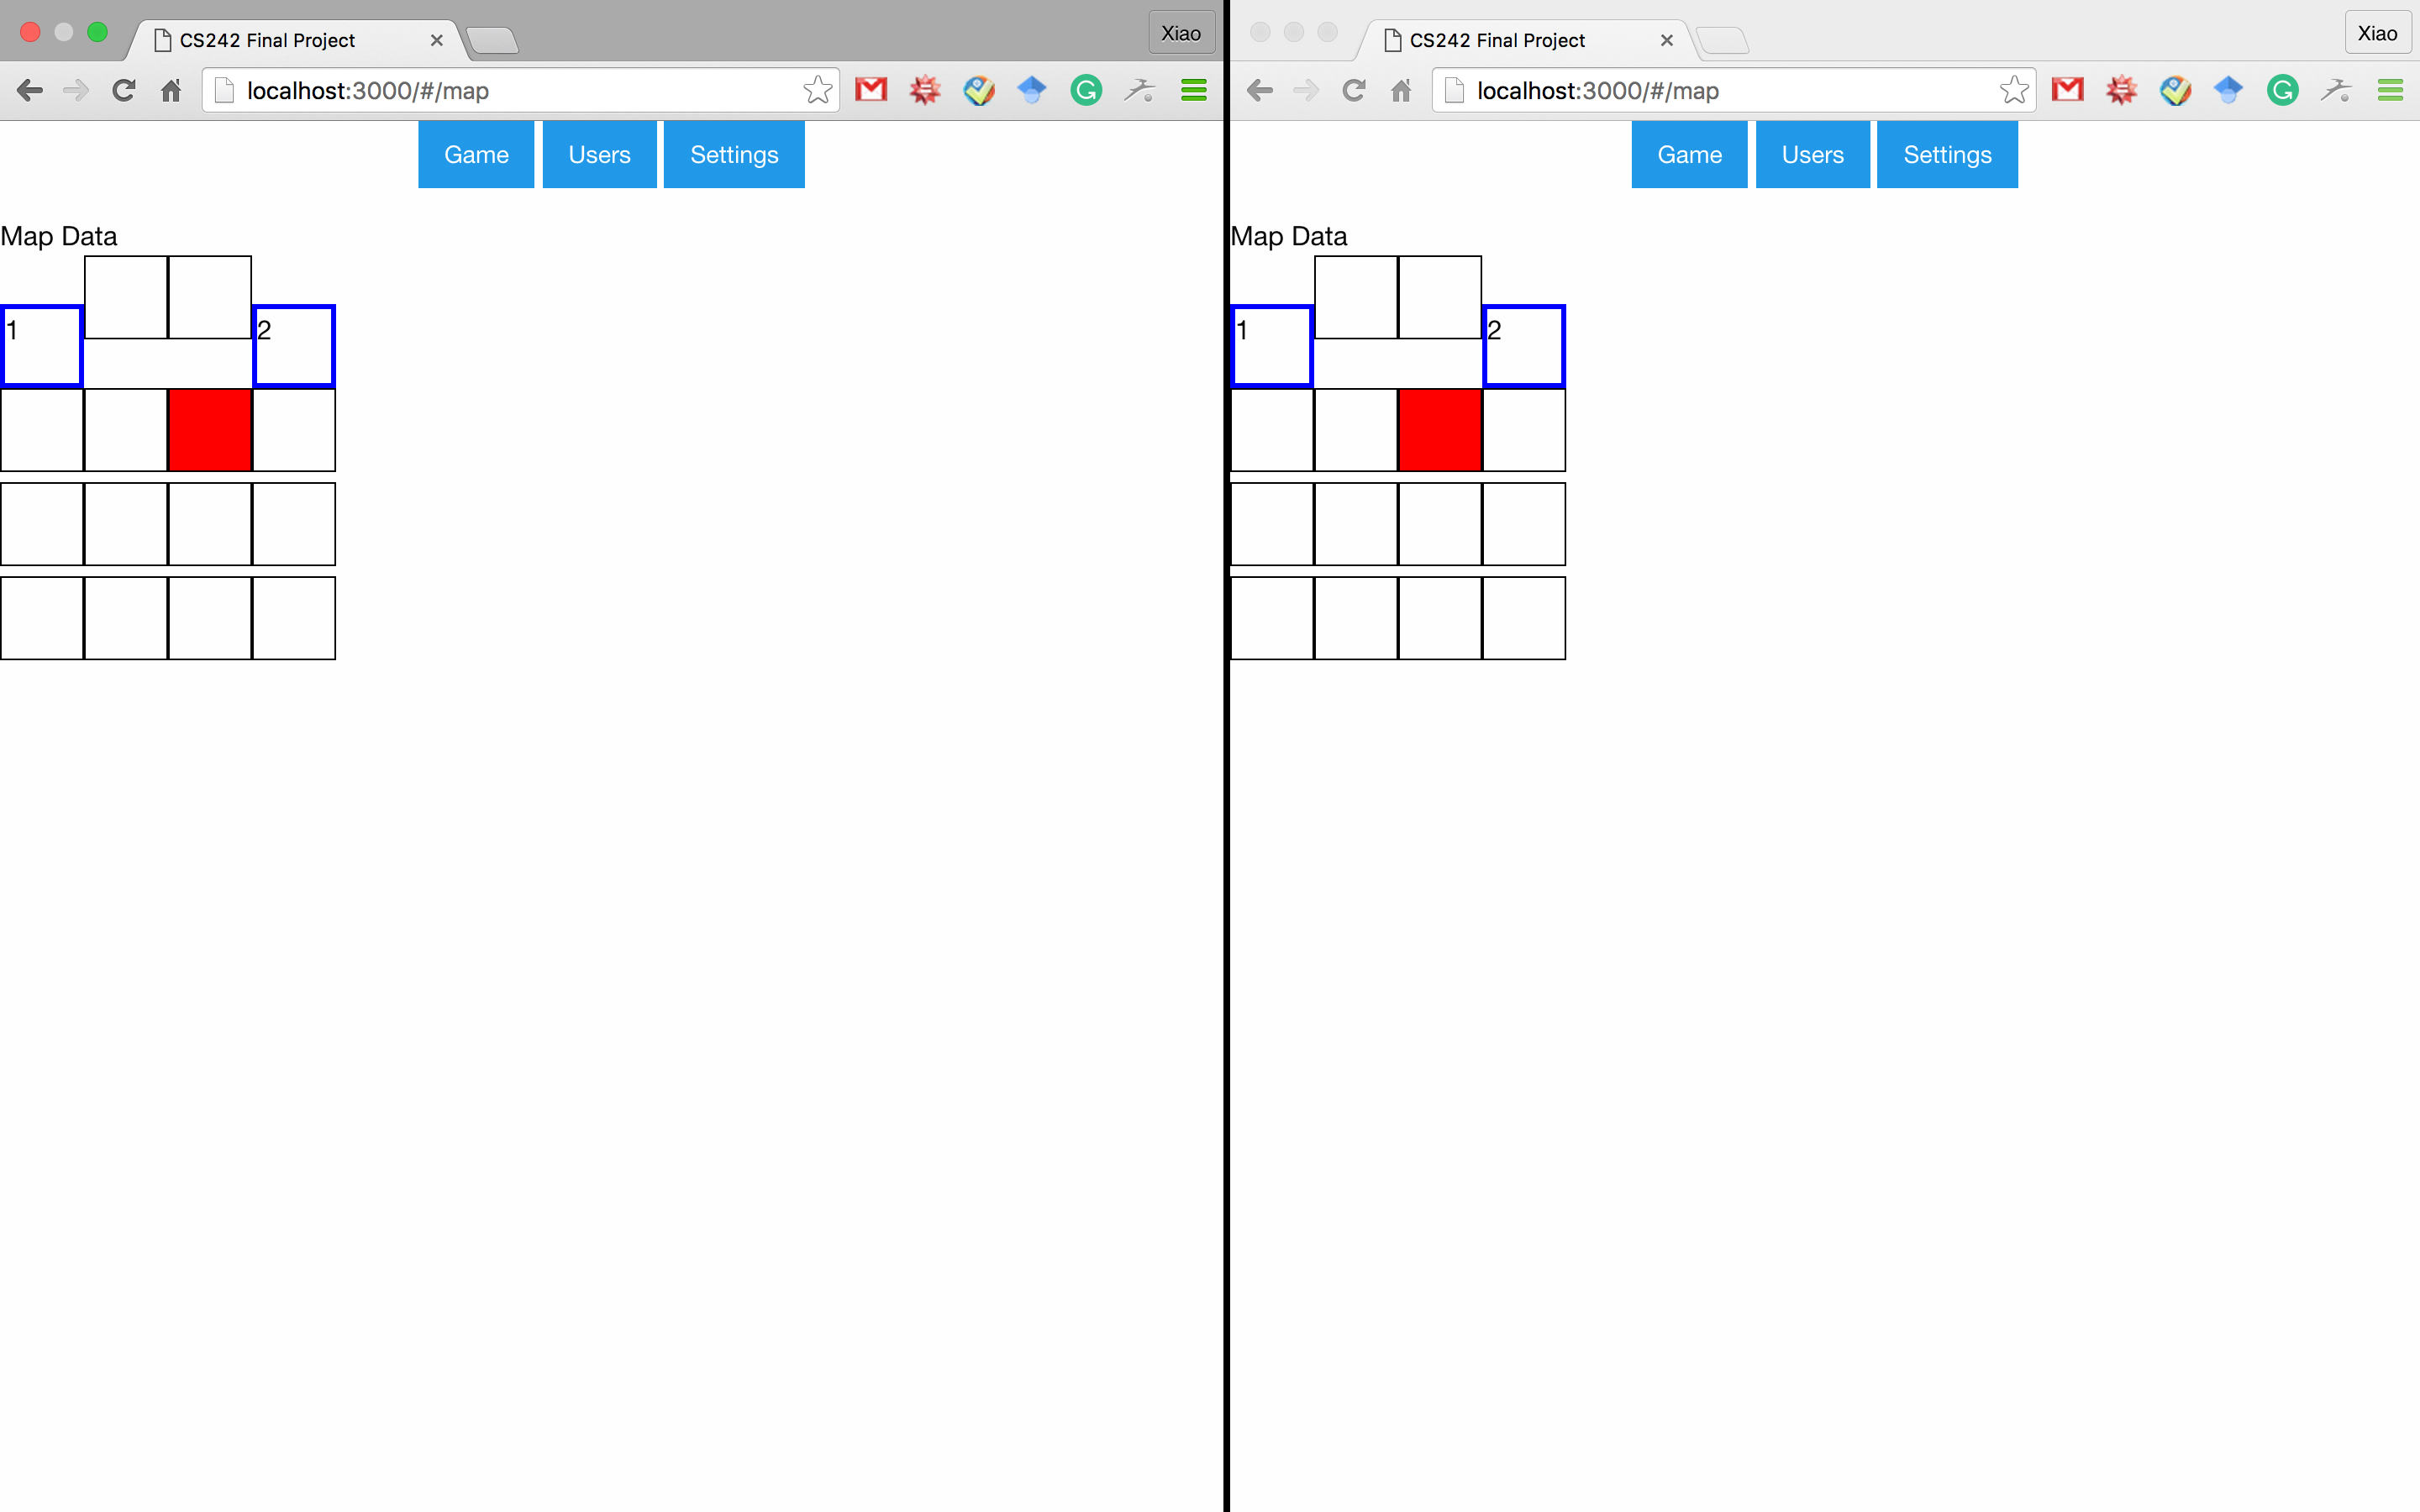 CS242 Final Project
Xiao
localhost:3000/#/map
Game Users Settings
Map Data
1 2
CS242 Final Project
Xiao
localhost:3000/#/map
Game Users Settings
Map Data
1 2